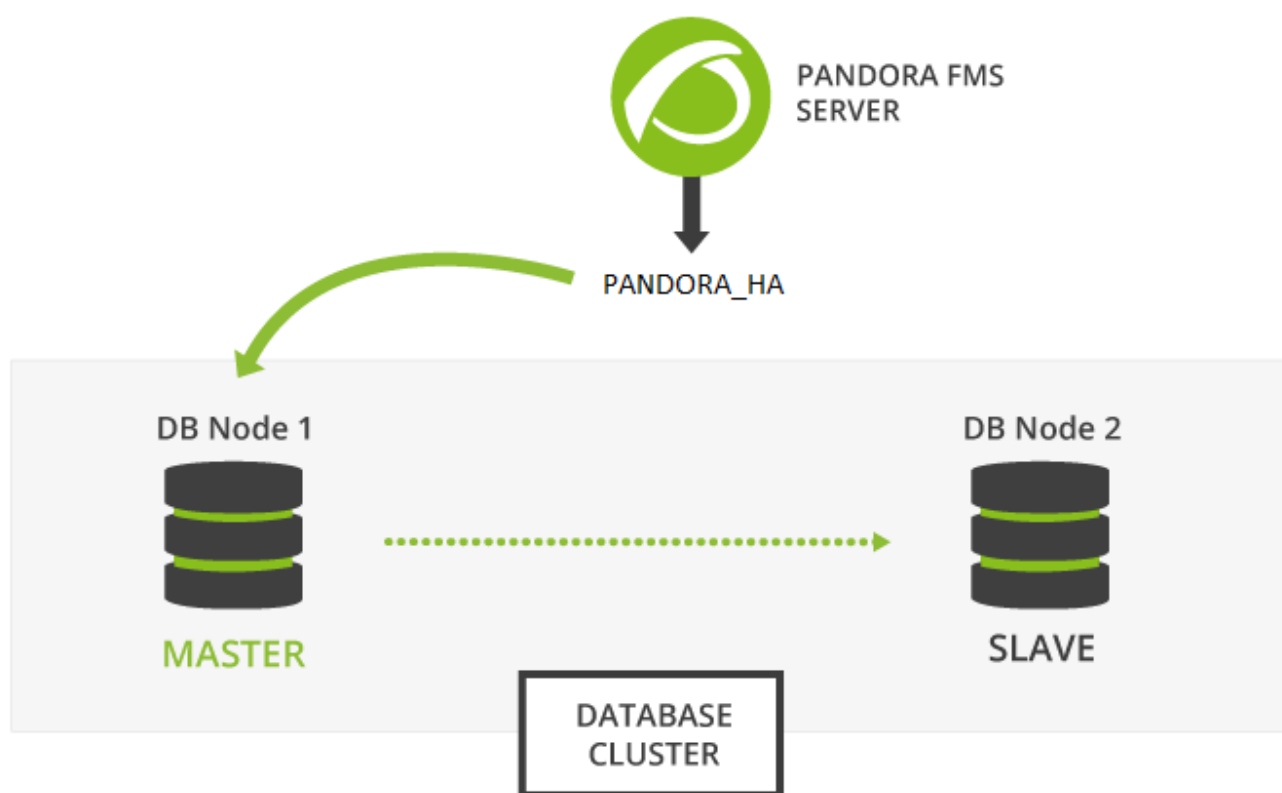 PANDORA FMS
SERVER
PANDORA_HA
DB Node 1
DB Node 2
MASTER
SLAVE
DATABASE
CLUSTER